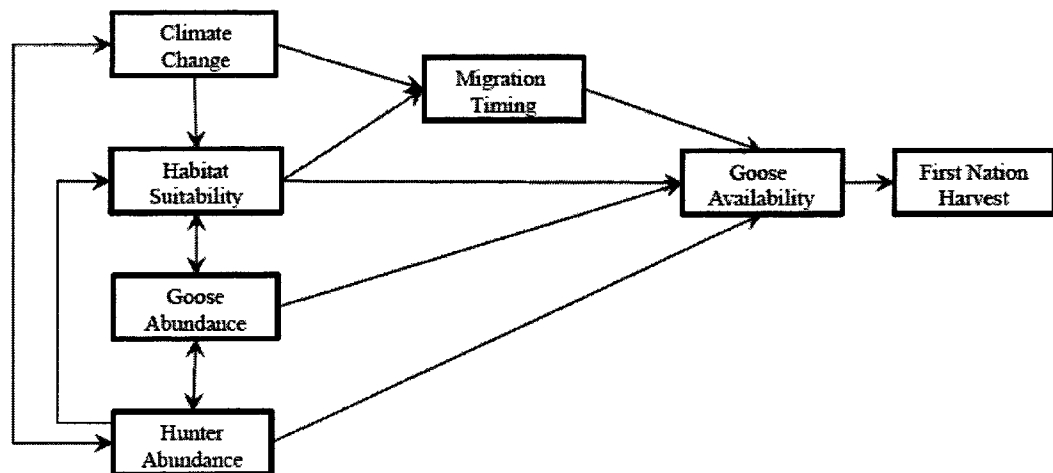 Climate
Change
Migration
Timing
Habitat
Suitability
Goose
Availability
First Nation
Harvest
Goose
Abundance
Hunter
Abundance